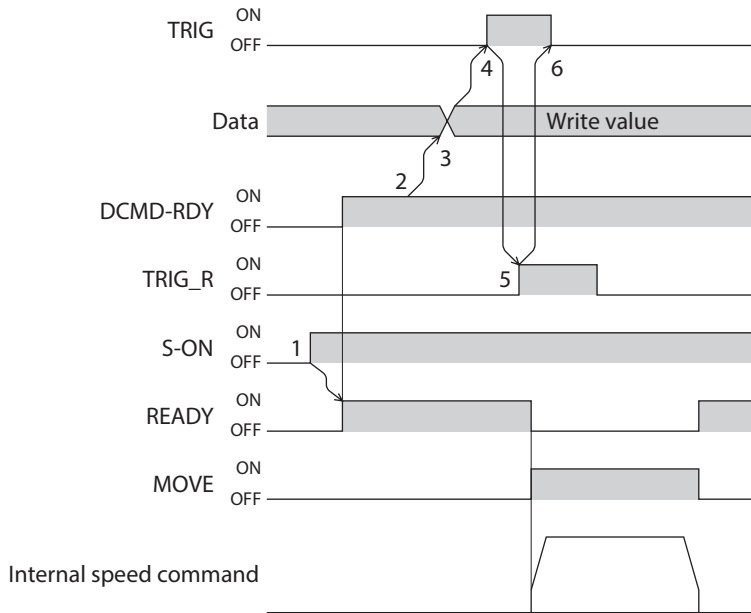 TRIG ON
OFF
4 6
Data Write value
3
2
DCMD-RDY ON
OFF
TRIG_R ON
OFF
5
S-ON ON
OFF
1
READY ON
OFF
MOVE ON
OFF
Internal speed command